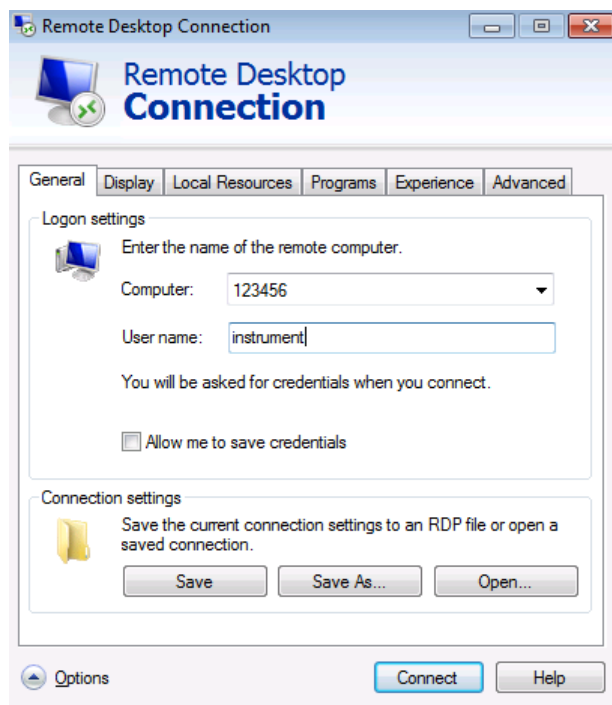 Remote Desktop Connection
Remote Desktop
Connection
General Display Local Resources Programs Experience Advanced
Logon settings
Enter the name of the remote computer.
Computer: 123456
User name: instrument
You will be asked for credentials when you connect.
Allow me to save credentials
Connection settings
Save the current connection settings to an RDP file or open a
saved connection.
Save Save As... Open...
Options Connect Help